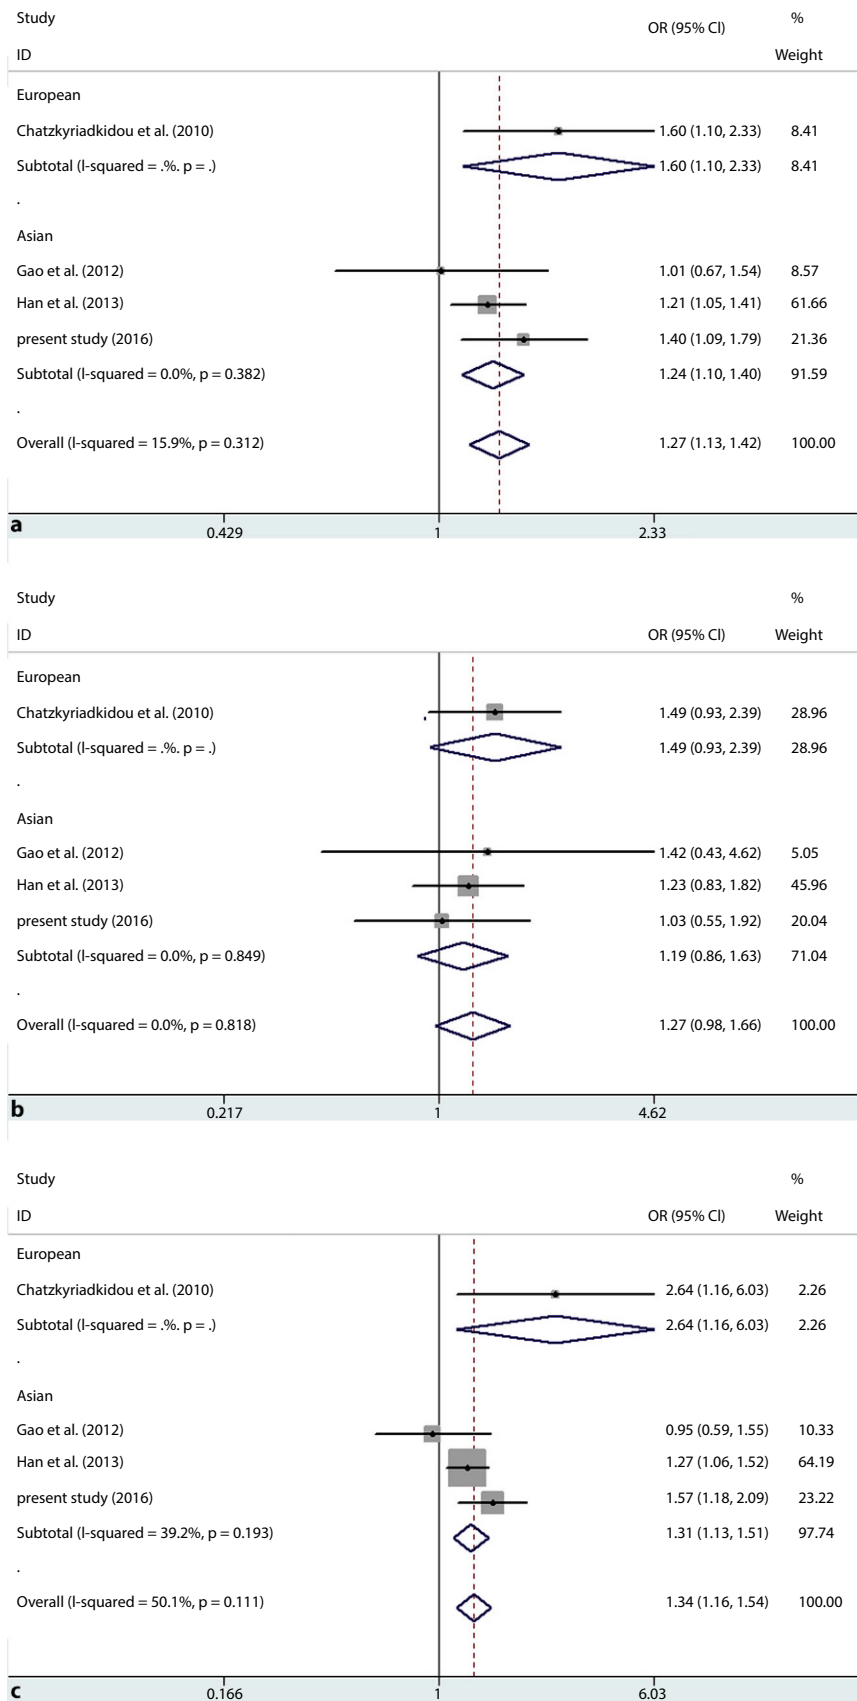 Study %
OR (95% CI)
ID Weight
European
Chatzkyriadkidou et al. (2010) 1.60 (1.10, 2.33) 8.41
Subtotal (I-squared = .%. p = .) 1.60 (1.10, 2.33) 8.41
.
Asian
Gao et al. (2012) 1.01 (0.67, 1.54) 8.57
Han et al. (2013) 1.21 (1.05, 1.41) 61.66
present study (2016) 1.40 (1.09, 1.79) 21.36
Subtotal (I-squared = 0.0%, p = 0.382) 1.24 (1.10, 1.40) 91.59
.
Overall (I-squared = 15.9%, p = 0.312) 1.27 (1.13, 1.42) 100.00
a 0.429 1 2.33
Study %
ID OR (95% CI) Weight
European
Chatzkyriadkidou et al. (2010) 1.49 (0.93, 2.39) 28.96
Subtotal (I-squared = .%. p = .) 1.49 (0.93, 2.39) 28.96
.
Asian
Gao et al. (2012) 1.42 (0.43, 4.62) 5.05
Han et al. (2013) 1.23 (0.83, 1.82) 45.96
present study (2016) 1.03 (0.55, 1.92) 20.04
Subtotal (I-squared = 0.0%, p = 0.849) 1.19 (0.86, 1.63) 71.04
.
Overall (I-squared = 0.0%, p = 0.818) 1.27 (0.98, 1.66) 100.00
b 0.217 1 4.62
Study %
ID OR (95% CI) Weight
European
Chatzkyriadkidou et al. (2010) 2.64 (1.16, 6.03) 2.26
Subtotal (I-squared = .%. p = .) 2.64 (1.16, 6.03) 2.26
.
Asian
Gao et al. (2012) 0.95 (0.59, 1.55) 10.33
Han et al. (2013) 1.27 (1.06, 1.52) 64.19
present study (2016) 1.57 (1.18, 2.09) 23.22
Subtotal (I-squared = 39.2%, p = 0.193) 1.31 (1.13, 1.51) 97.74
.
Overall (I-squared = 50.1%, p = 0.111) 1.34 (1.16, 1.54) 100.00
c 0.166 1 6.03